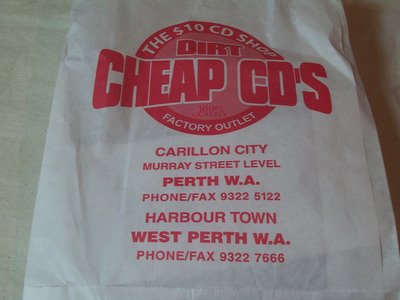 THE $10 CD SHOP
DIRT
CHEAP CD'S
100%
FACTORY OUTLET
CARILLON CITY
MURRAY STREET LEVEL
PERTH W.A.
PHONE/FAX 9322 5122
HARBOUR TOWN
WEST PERTH W.A.
PHONE/FAX 9322 7666